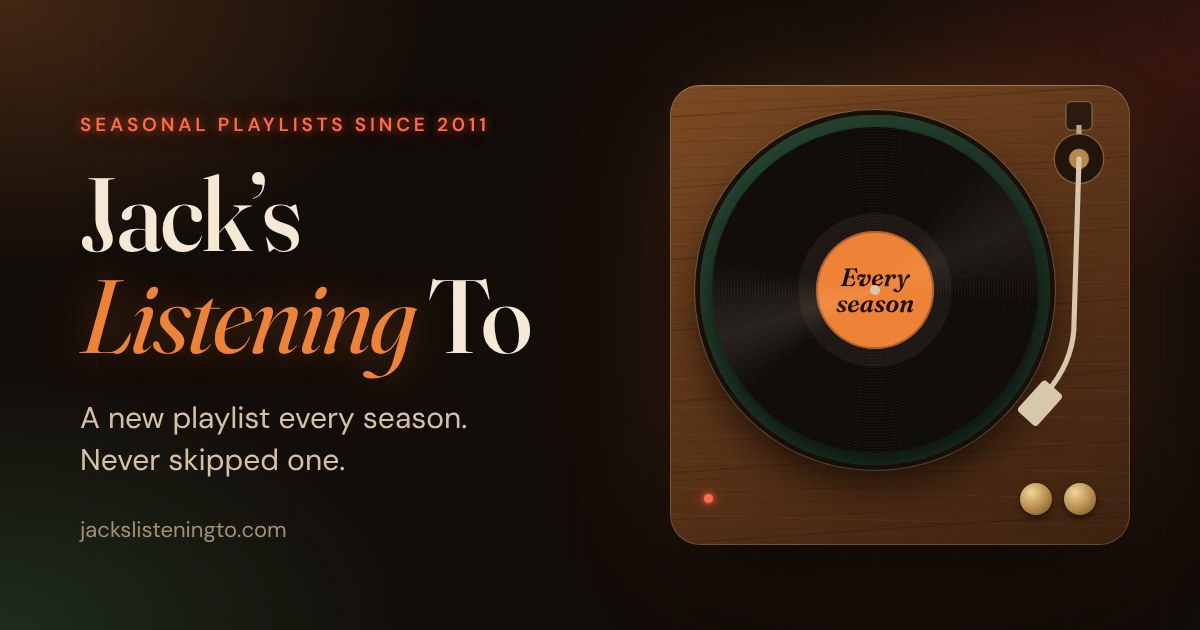 SEASONAL PLAYLISTS SINCE 2011
Jack’s
Listening To
A new playlist every season.
Never skipped one.
jackslisteningto.com
Every
season